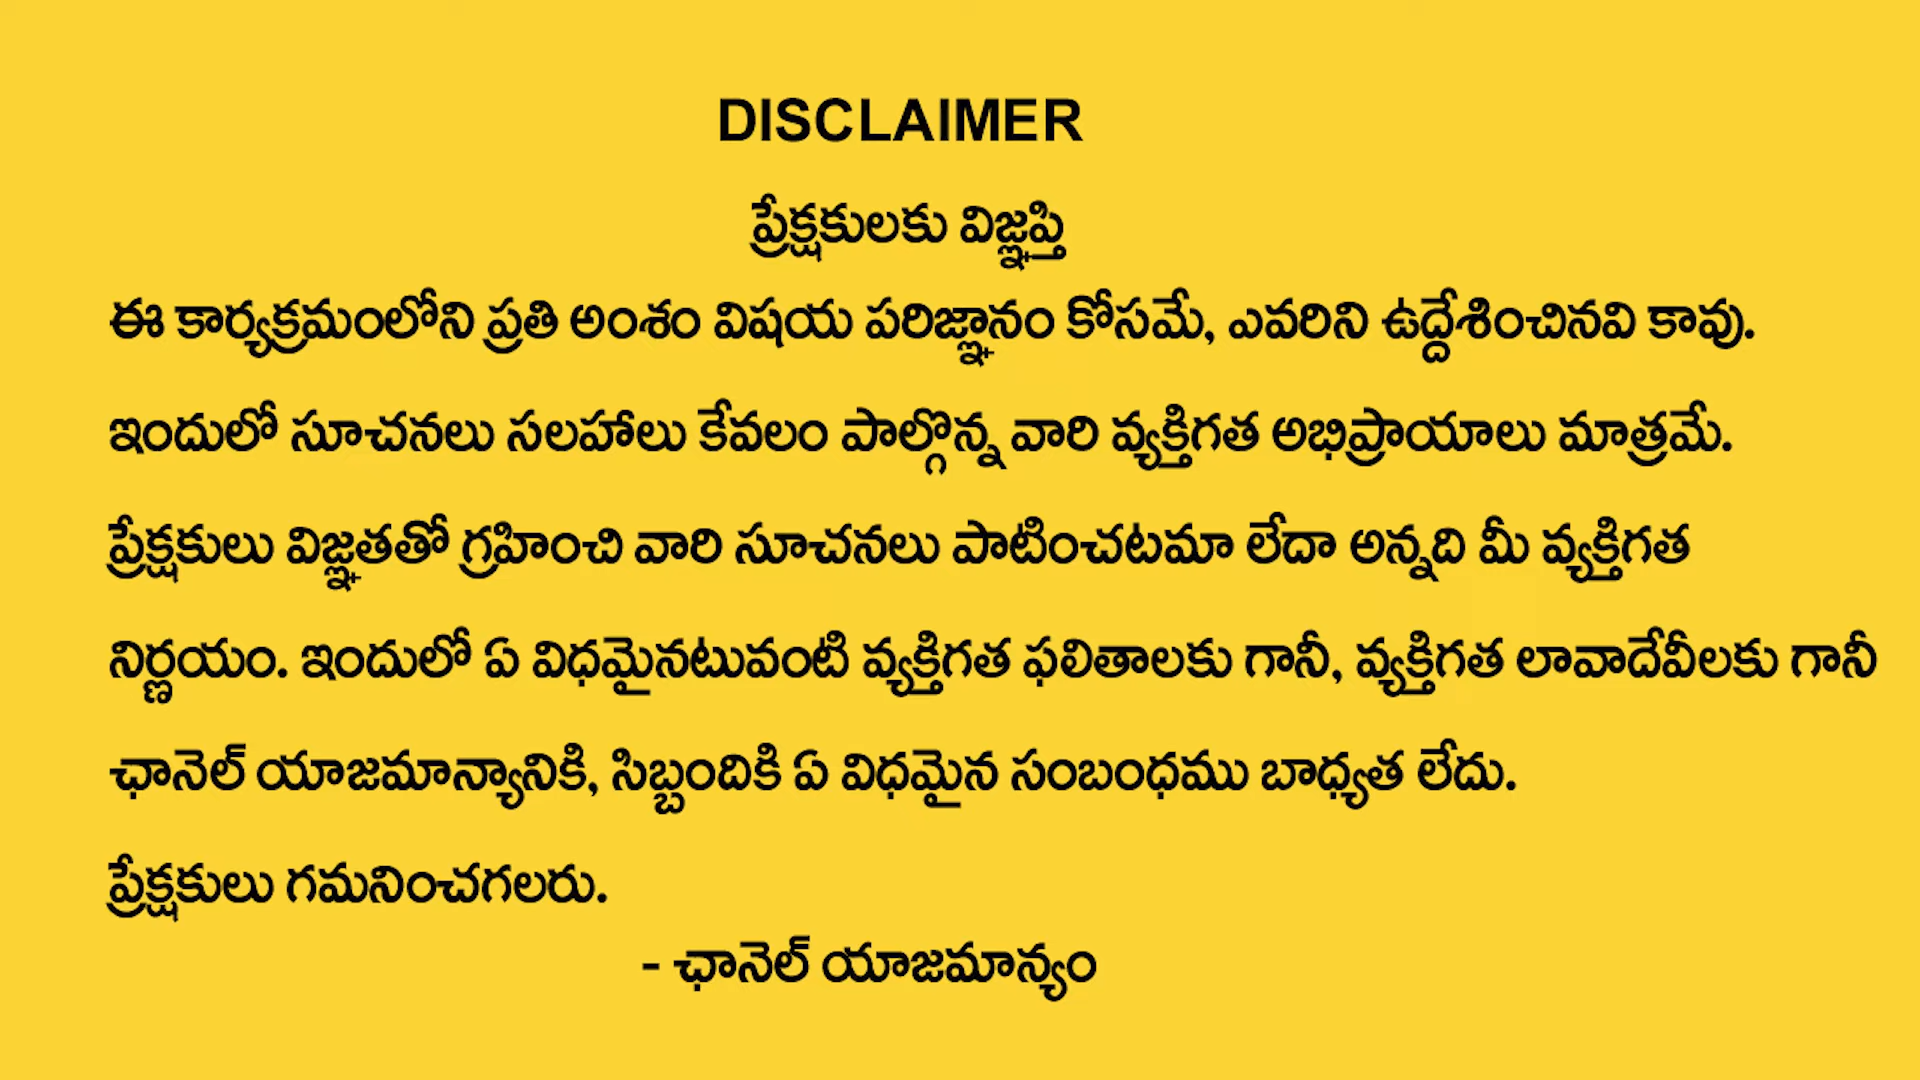 DISCLAIMER
ప్రేక్షకులకు విజ్ఞప్తి
ఈ కార్యక్రమంలోని ప్రతి అంశం విషయ పరిజ్ఞానం కోసమే, ఎవరిని ఉద్దేశించినవి కావు.
ఇందులో సూచనలు సలహాలు కేవలం పాల్గొన్న వారి వ్యక్తిగత అభిప్రాయాలు మాత్రమే.
ప్రేక్షకులు విజ్ఞతతో గ్రహించి వారి సూచనలు పాటించటమా లేదా అన్నది మీ వ్యక్తిగత
నిర్ణయం. ఇందులో ఏ విధమైనటువంటి వ్యక్తిగత ఫలితాలకు గానీ, వ్యక్తిగత లావాదేవీలకు గానీ
ఛానెల్ యాజమాన్యానికి, సిబ్బందికి ఏ విధమైన సంబంధము బాధ్యత లేదు.
ప్రేక్షకులు గమనించగలరు.
- ఛానెల్ యాజమాన్యం